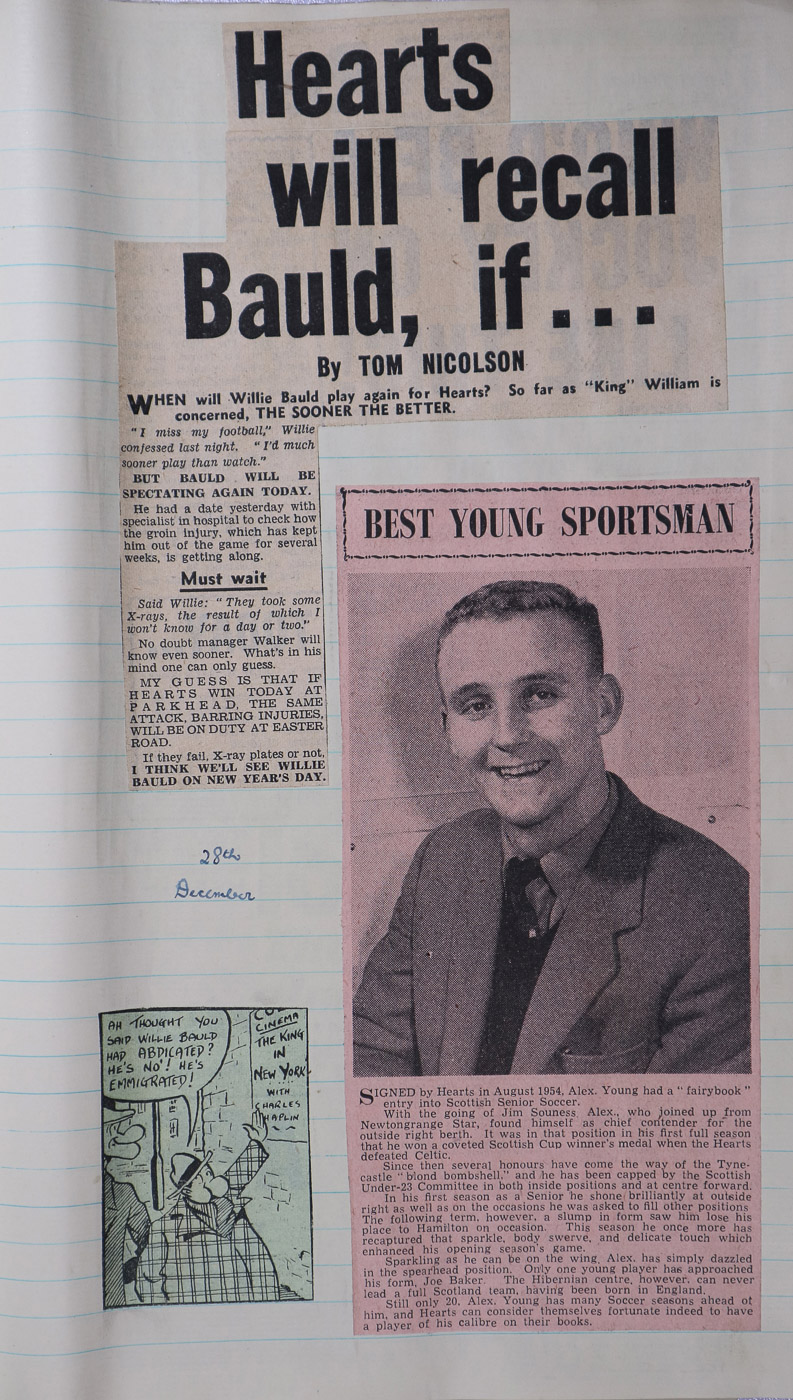 Hearts
will recall
Bauld, if ...
By TOM NICOLSON
WHEN will Willie Bauld play again for Hearts? So far as "King" William is
concerned, THE SOONER THE BETTER.
"I miss my football," Willie
confessed last night. "I'd much
sooner play than watch."
BUT BAULD WILL BE
SPECTATING AGAIN TODAY.
He had a date yesterday with
specialist in hospital to check how
the groin injury, which has kept
him out of the game for several
weeks, is getting along.
Must wait
Said Willie: "They took some
X-rays, the result of which I
won't know for a day or two."
No doubt manager Walker will
know even sooner. What's in his
mind one can only guess.
MY GUESS IS THAT IF
HEARTS WIN TODAY AT
PARKHEAD, THE SAME
ATTACK, BARRING INJURIES,
WILL BE ON DUTY AT EASTER
ROAD.
If they fail, X-ray plates or not,
I THINK WE'LL SEE WILLIE
BAULD ON NEW YEAR'S DAY.
28th
December
AH THOUGHT YOU
SAID WILLIE BAULD
HAD ABDICATED?
HE'S NO'! HE'S
EMMIGRATED!
CO
CINEMA
THE KING
IN
NEW YORK
WITH
CHARLES
HAPLIN
BEST YOUNG SPORTSMAN
SIGNED by Hearts in August 1954, Alex. Young had a "fairybook"
entry into Scottish Senior Soccer.
With the going of Jim Souness, Alex., who joined up from
Newtongrange Star, found himself as chief contender for the
outside right berth. It was in that position in his first full season
that he won a coveted Scottish Cup winner's medal when the Hearts
defeated Celtic.
Since then several honours have come the way of the Tyne-
castle "blond bombshell," and he has been capped by the Scottish
Under-23 Committee in both inside positions and at centre forward.
In his first season as a Senior he shone brilliantly at outside
right as well as on the occasions he was asked to fill other positions
The following term, however, a slump in form saw him lose his
place to Hamilton on occasion. This season he once more has
recaptured that sparkle, body swerve, and delicate touch which
enhanced his opening season's game.
Sparkling as he can be on the wing, Alex. has simply dazzled
in the spearhead position. Only one young player has approached
his form, Joe Baker. The Hibernian centre, however, can never
lead a full Scotland team, having been born in England.
Still only 20, Alex. Young has many Soccer seasons ahead of
him, and Hearts can consider themselves fortunate indeed to have
a player of his calibre on their books.